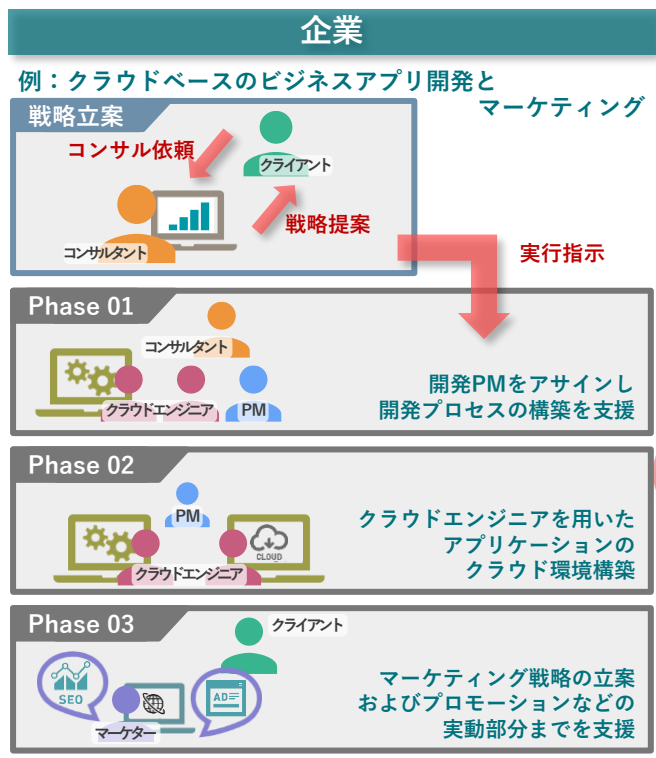 企業
例：クラウドベースのビジネスアプリ開発と
マーケティング
戦略立案
コンサル依頼
クライアント
戦略提案
コンサルタント
実行指示
Phase 01
コンサルタント
クラウドエンジニア
PM
開発PMをアサインし
開発プロセスの構築を支援
Phase 02
PM
CLOUD
クラウドエンジニア
クラウドエンジニアを用いた
アプリケーションの
クラウド環境構築
Phase 03
クライアント
SEO
AD
マーケター
マーケティング戦略の立案
およびプロモーションなどの
実動部分までを支援